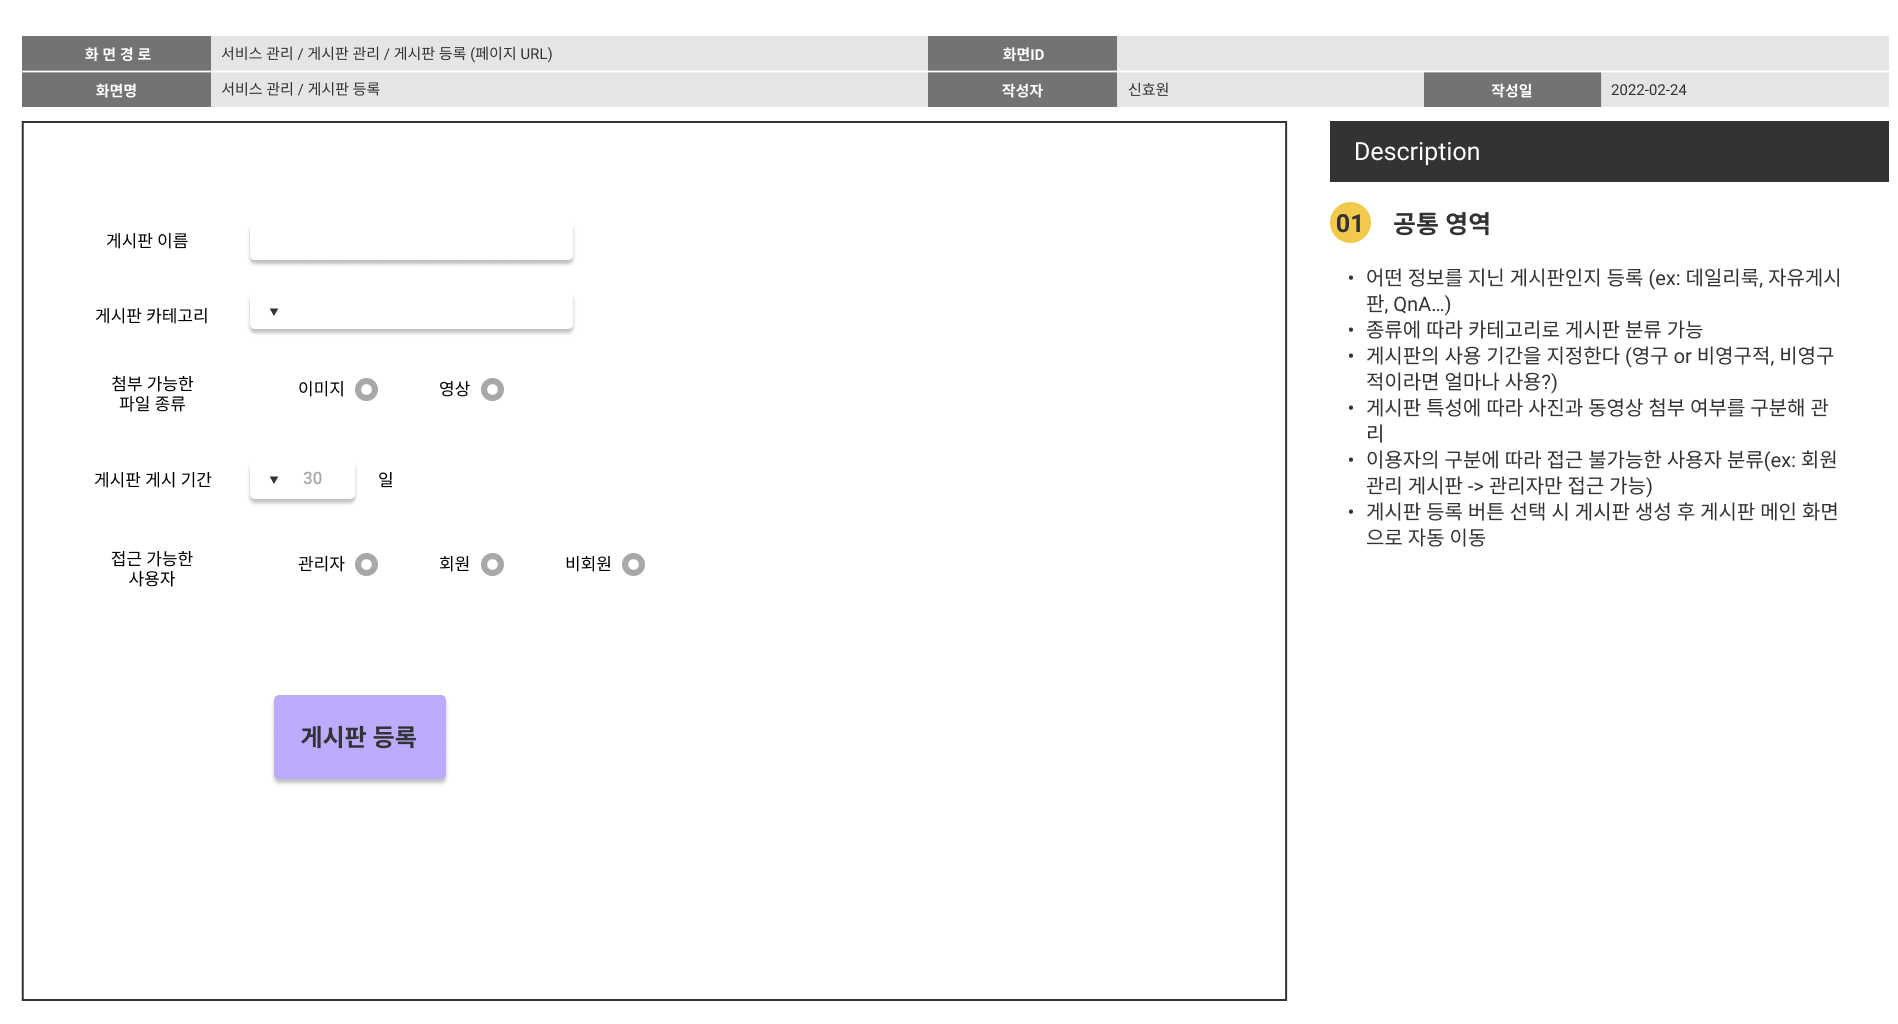 화 면 경 로 서비스 관리 / 게시판 관리 / 게시판 등록 (페이지 URL) 화면ID
화면명 서비스 관리 / 게시판 등록 작성자 신효원 작성일 2022-02-24
게시판 이름
게시판 카테고리 ▼
첨부 가능한
파일 종류
이미지 영상
게시판 게시 기간 ▼ 30 일
접근 가능한
사용자
관리자 회원 비회원
게시판 등록
Description
01 공통 영역
• 어떤 정보를 지닌 게시판인지 등록 (ex: 데일리룩, 자유게시
판, QnA...)
• 종류에 따라 카테고리로 게시판 분류 가능
• 게시판의 사용 기간을 지정한다 (영구 or 비영구적, 비영구
적이라면 얼마나 사용?)
• 게시판 특성에 따라 사진과 동영상 첨부 여부를 구분해 관
리
• 이용자의 구분에 따라 접근 불가능한 사용자 분류(ex: 회원
관리 게시판 -> 관리자만 접근 가능)
• 게시판 등록 버튼 선택 시 게시판 생성 후 게시판 메인 화면
으로 자동 이동